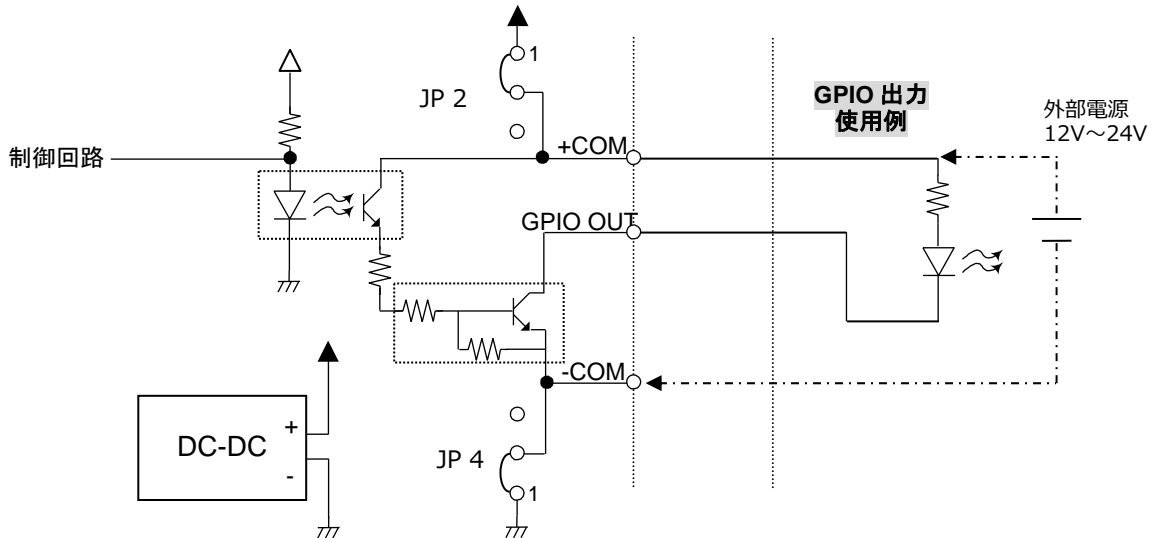 1
JP 2
GPIO 出力
使用例
外部電源
12V～24V
制御回路
+COM
GPIO OUT
-COM
DC-DC
+
-
JP 4
1